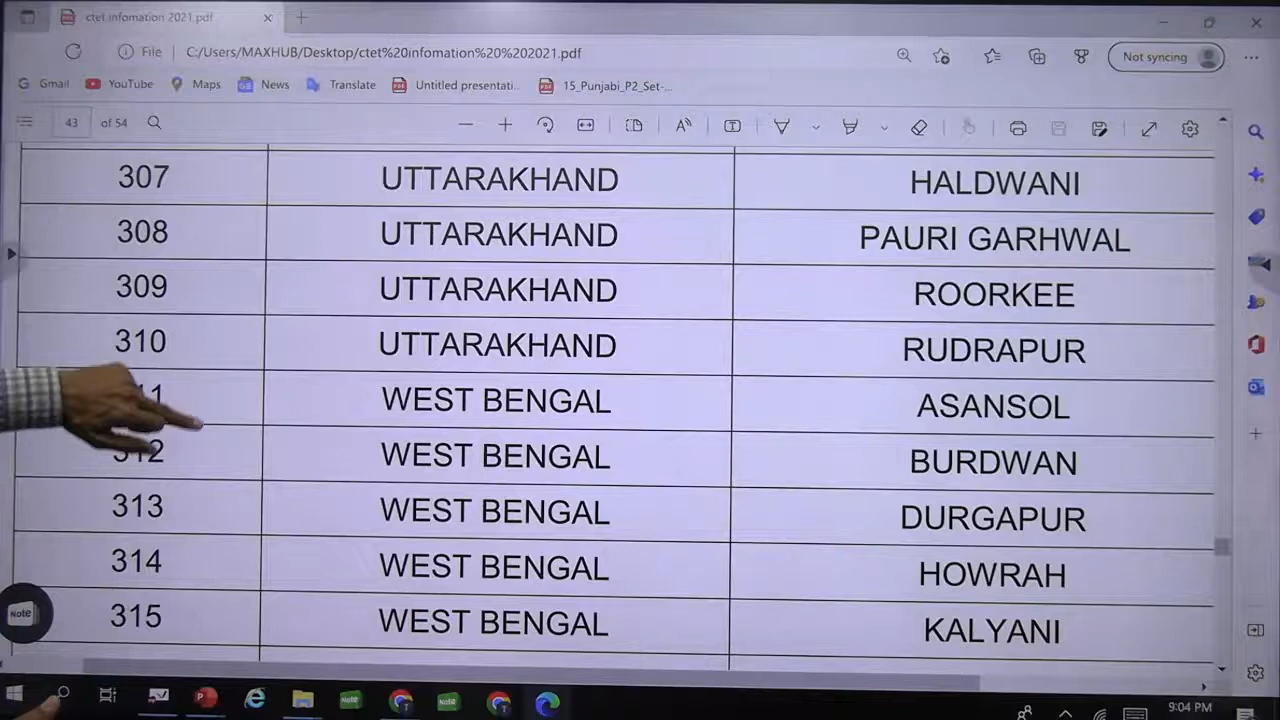 ctet infomation 2021.pdf
File C:/Users/MAXHUB/Desktop/ctet%20infomation%20%202021.pdf
Not syncing
Gmail YouTube Maps News Translate Untitled presentati... 15_Punjabi_P2_Set-...
43 of 54
307 UTTARAKHAND HALDWANI
308 UTTARAKHAND PAURI GARHWAL
309 UTTARAKHAND ROORKEE
310 UTTARAKHAND RUDRAPUR
WEST BENGAL ASANSOL
312 WEST BENGAL BURDWAN
313 WEST BENGAL DURGAPUR
314 WEST BENGAL HOWRAH
315 WEST BENGAL KALYANI
Note
Note Note
9:04 PM